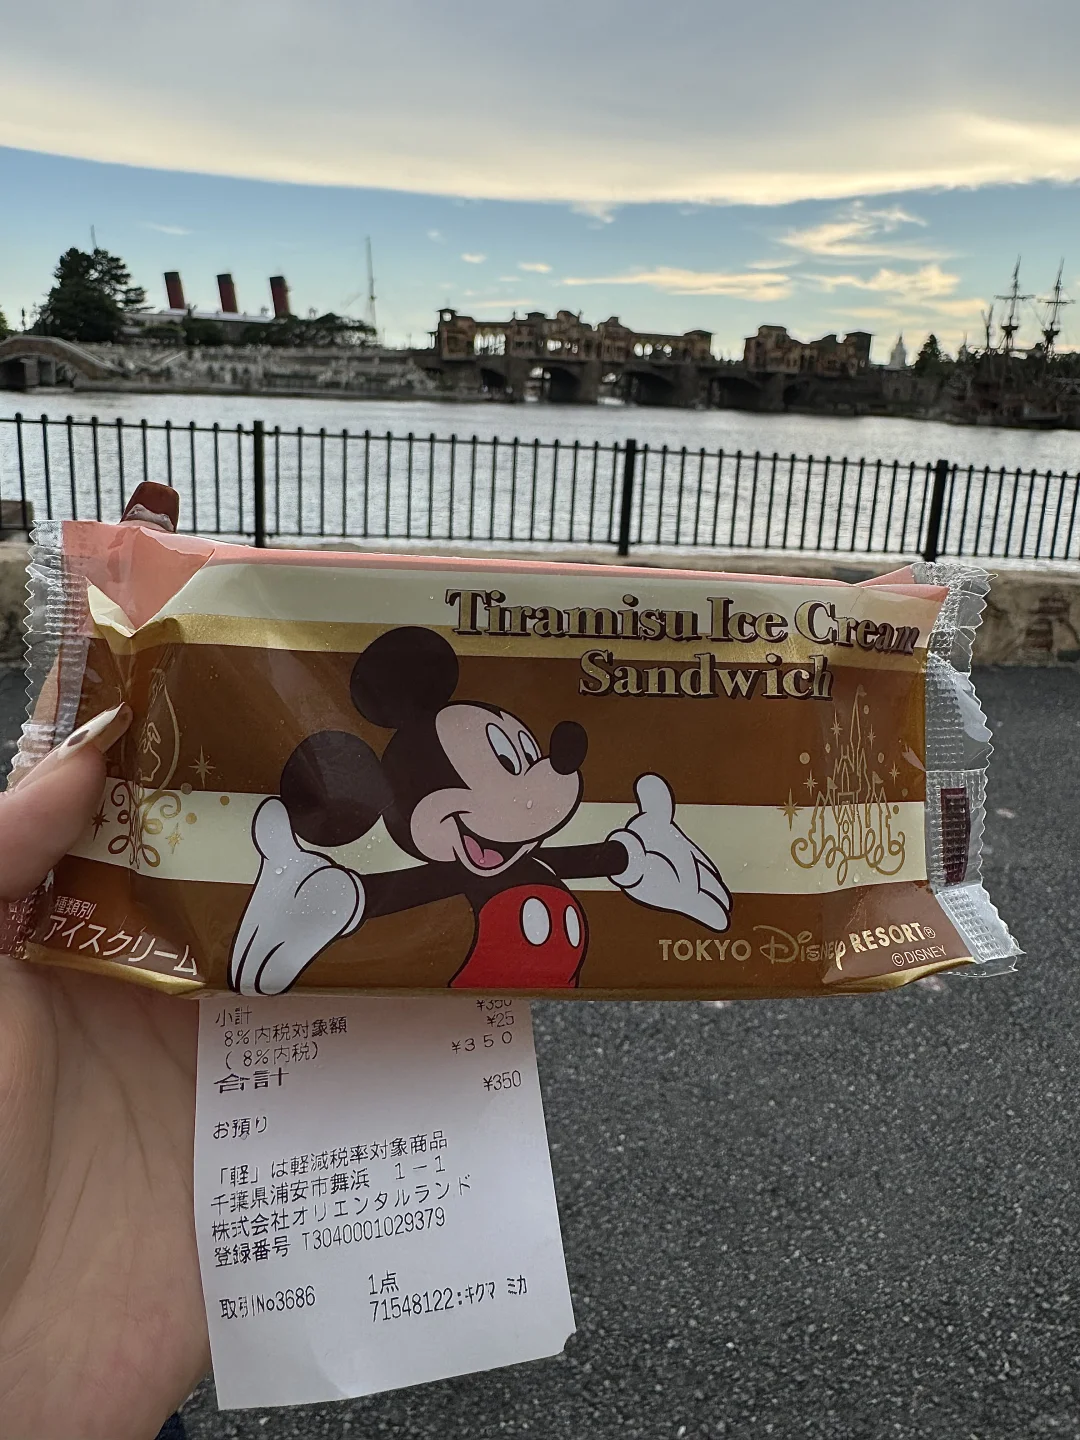 Tiramisu Ice Cream
Sandwich
種類別
アイスクリーム
TOKYO Disney RESORT®
©DISNEY
小計 ¥350
8%内税対象額 ¥25
( 8%内税) ¥350
合計 ¥350
お預り
「軽」は軽減税率対象商品
千葉県浦安市舞浜 1-1
株式会社オリエンタルランド
登録番号 T3040001029379
取引No3686 1点
71548122:キクマ ミカ